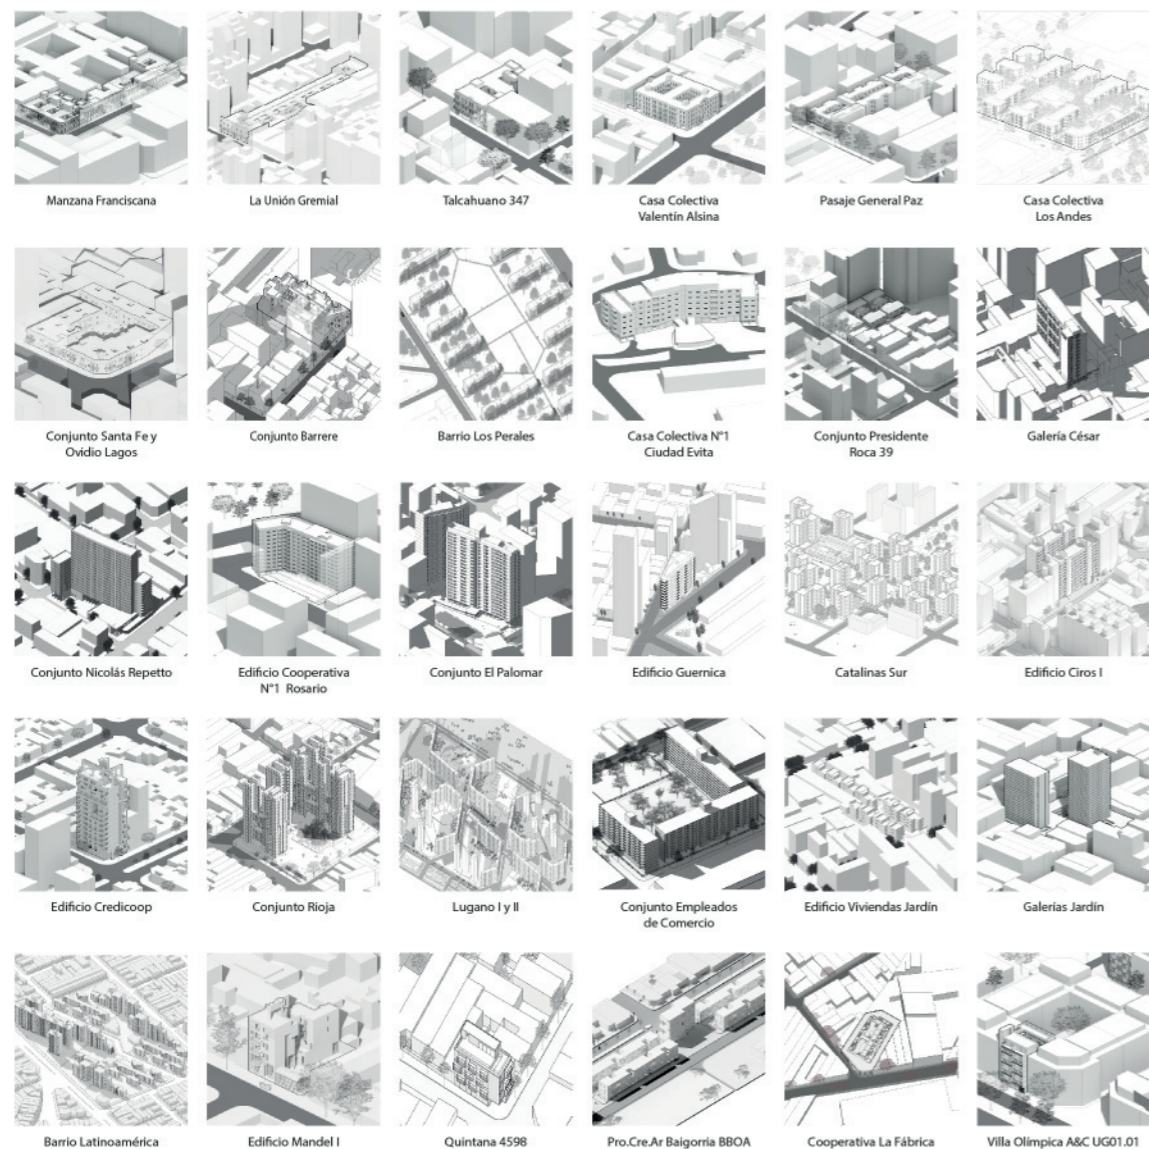 Manzana Franciscana
La Unión Gremial
Talcahuano 347
Casa Colectiva
Valentín Alsina
Pasaje General Paz
Casa Colectiva
Los Andes
Conjunto Santa Fe y
Ovidio Lagos
Conjunto Barrere
Barrio Los Perales
Casa Colectiva N°1
Ciudad Evita
Conjunto Presidente
Roca 39
Galería César
Conjunto Nicolás Repetto
Edificio Cooperativa
N°1 Rosario
Conjunto El Palomar
Edificio Guernica
Catalinas Sur
Edificio Ciros I
Edificio Credicoop
Conjunto Rioja
Lugano I y II
Conjunto Empleados
de Comercio
Edificio Viviendas Jardín
Galerías Jardín
Barrio Latinoamérica
Edificio Mandel I
Quintana 4598
Pro.Cre.Ar Baigorria BBOA
Cooperativa La Fábrica
Villa Olímpica A&C UG01.01